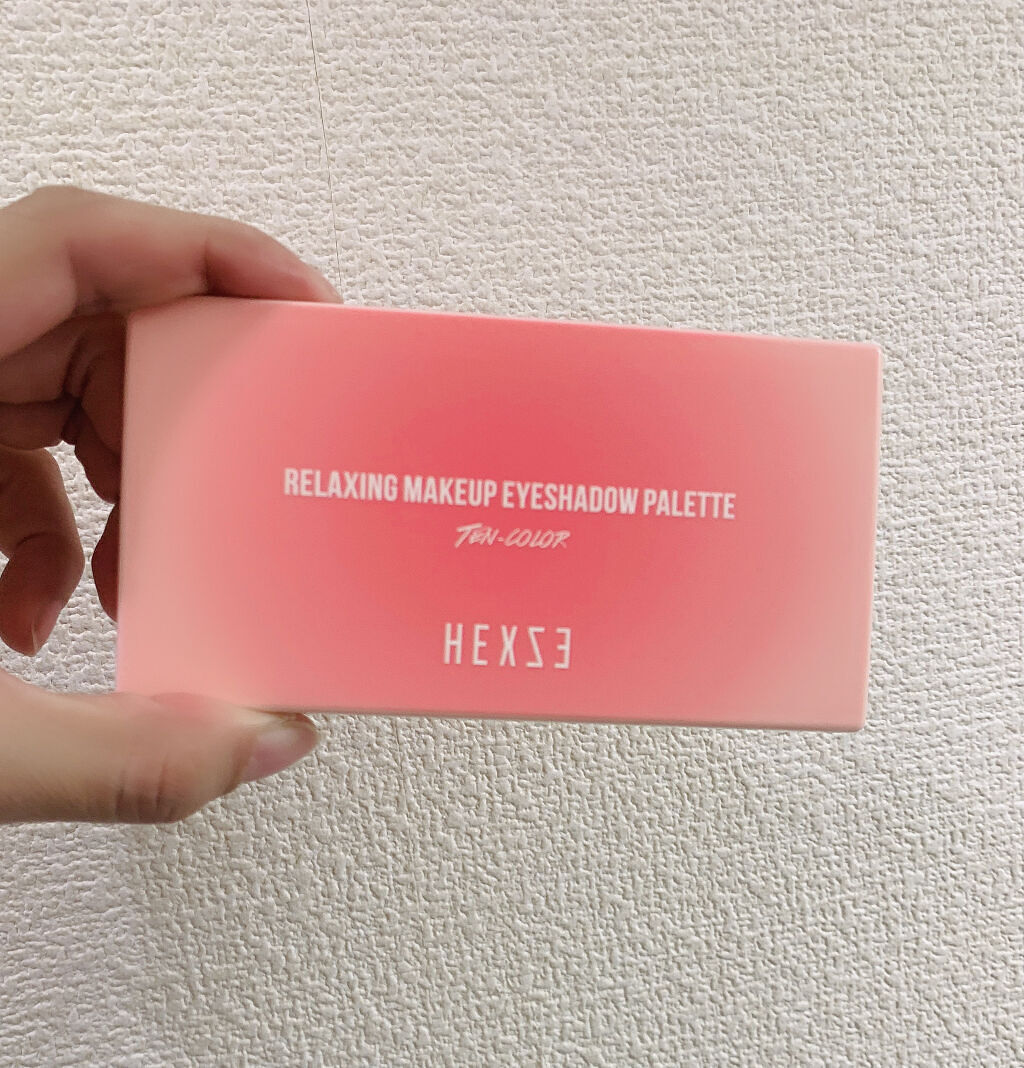 RELAXING MAKEUP EYESHADOW PALETTE
TEN-COLOR
HEXZE